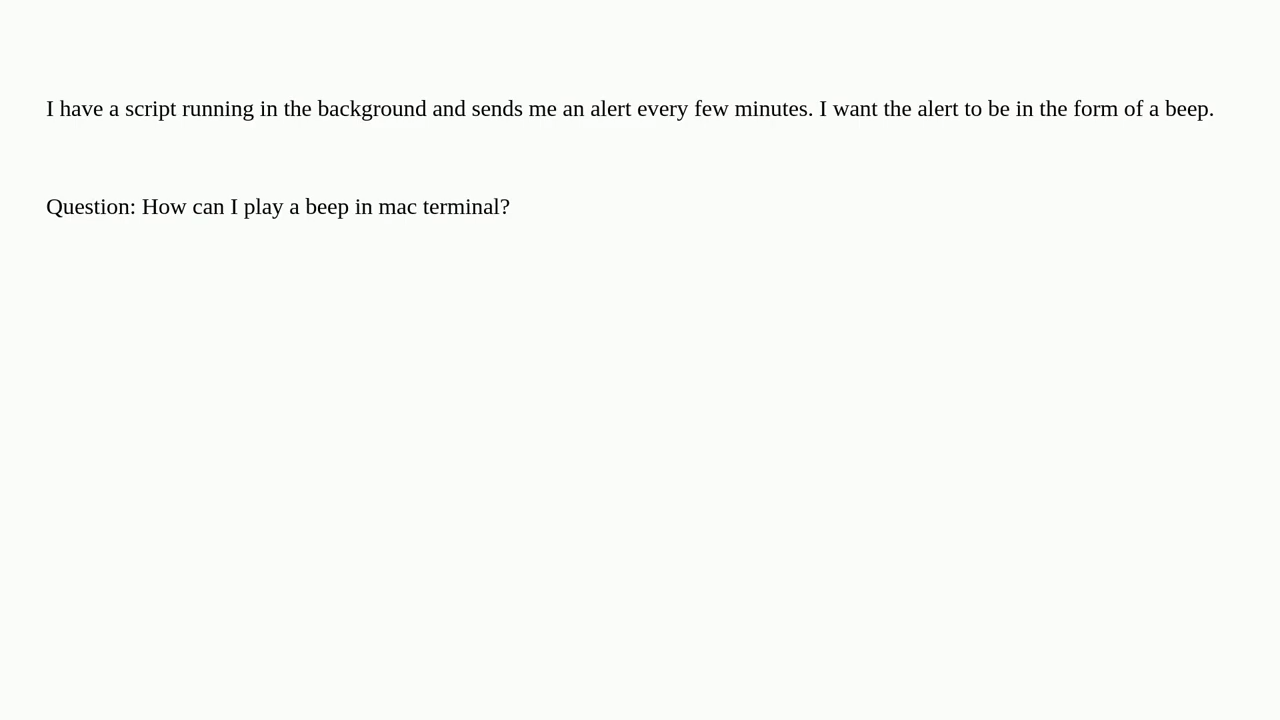 I have a script running in the background and sends me an alert every few minutes. I want the alert to be in the form of a beep.
Question: How can I play a beep in mac terminal?